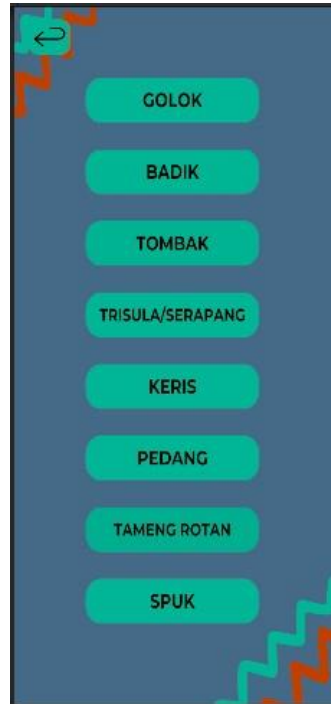 GOLOK
BADIK
TOMBAK
TRISULA/SERAPANG
KERIS
PEDANG
TAMENG ROTAN
SPUK